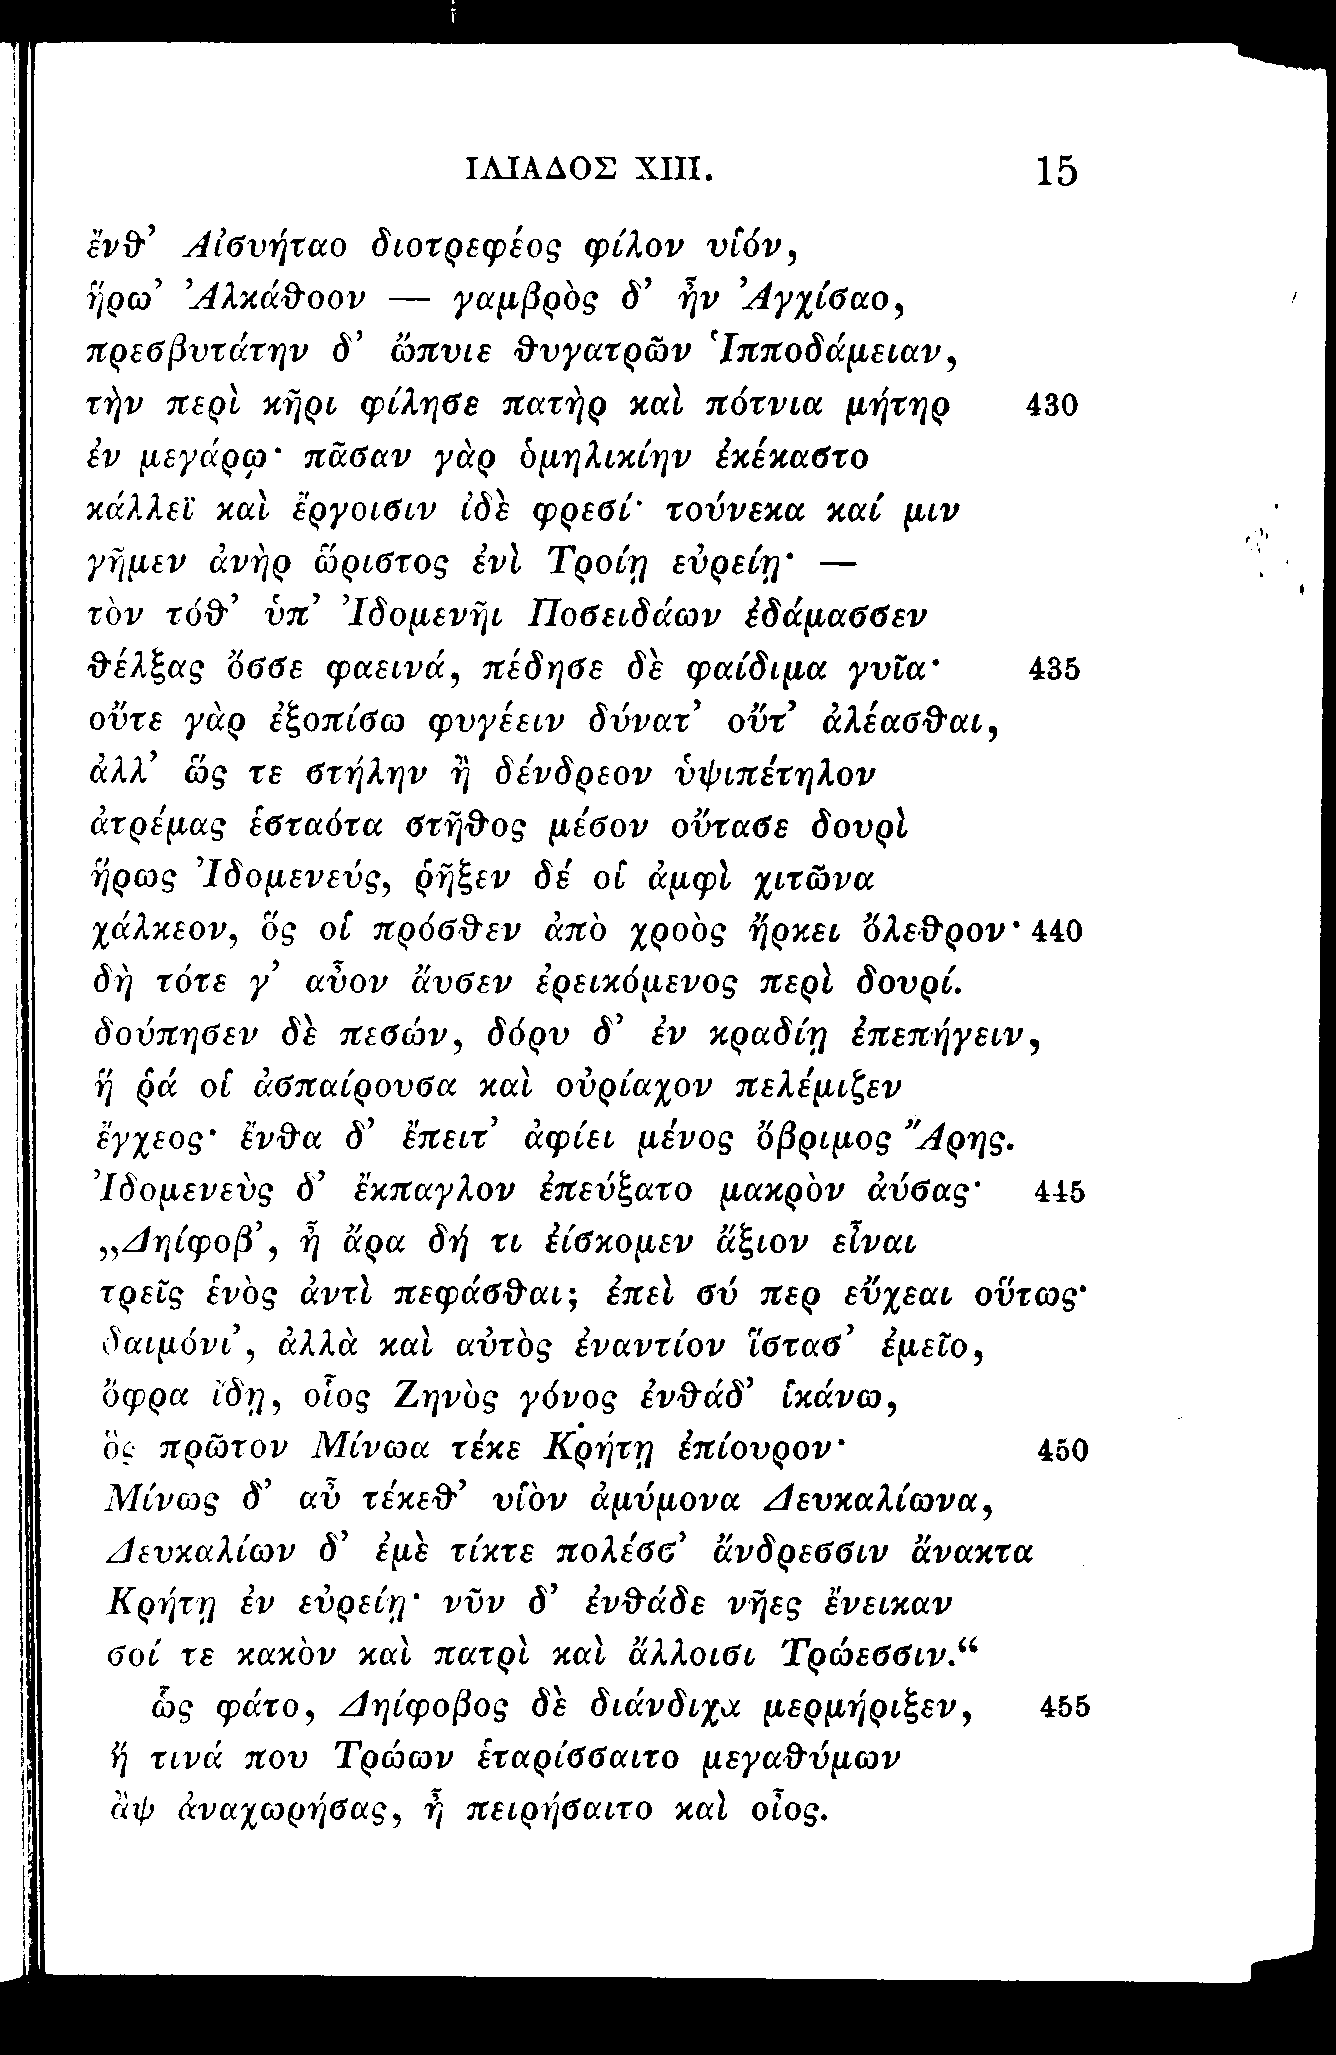 ΙΛΙΑΔΟΣ XIII. 15
ἔνθ’ Αἰσυήταο διοτρεφέος φίλον υἱόν,
ἥρω’ Ἀλκάθοον — γαμβρὸς δ’ ἦν Ἀγχίσαο,
πρεσβυτάτην δ’ ὤπυιε θυγατρῶν Ἱπποδάμειαν,
τὴν περὶ κῆρι φίλησε πατὴρ καὶ πότνια μήτηρ 430
ἐν μεγάρῳ· πᾶσαν γὰρ ὁμηλικίην ἐκέκαστο
κάλλεϊ καὶ ἔργοισιν ἰδὲ φρεσί· τούνεκα καί μιν
γῆμεν ἀνὴρ ὥριστος ἐνὶ Τροίῃ εὐρείῃ· —
τὸν τόθ’ ὑπ’ Ἰδομενῆι Ποσειδάων ἐδάμασσεν
θέλξας ὄσσε φαεινά, πέδησε δὲ φαίδιμα γυῖα· 435
οὔτε γὰρ ἐξοπίσω φυγέειν δύνατ’ οὔτ’ ἀλέασθαι,
ἀλλ’ ὥς τε στήλην ἢ δένδρεον ὑψιπέτηλον
ἀτρέμας ἑσταότα στῆθος μέσον οὔτασε δουρὶ
ἥρως Ἰδομενεύς, ῥῆξεν δέ οἱ ἀμφὶ χιτῶνα
χάλκεον, ὅς οἱ πρόσθεν ἀπὸ χροὸς ἤρκει ὄλεθρον· 440
δὴ τότε γ’ αὖον ἄυσεν ἐρεικόμενος περὶ δουρί.
δούπησεν δὲ πεσών, δόρυ δ’ ἐν κραδίῃ ἐπεπήγειν,
ἥ ῥά οἱ ἀσπαίρουσα καὶ οὐρίαχον πελέμιξεν
ἔγχεος· ἔνθα δ’ ἔπειτ’ ἀφίει μένος ὄβριμος Ἄρης.
Ἰδομενεὺς δ’ ἔκπαγλον ἐπεύξατο μακρὸν ἀύσας· 445
„Δηίφοβ’, ἦ ἄρα δή τι ἐίσκομεν ἄξιον εἶναι
τρεῖς ἑνὸς ἀντὶ πεφάσθαι; ἐπεὶ σύ περ εὔχεαι οὕτως·
δαιμόνι’, ἀλλὰ καὶ αὐτὸς ἐναντίον ἵστασ’ ἐμεῖο,
ὄφρα ἴδῃ, οἷος Ζηνὸς γόνος ἐνθάδ’ ἱκάνω,
ὃς πρῶτον Μίνωα τέκε Κρήτῃ ἐπίουρον· 450
Μίνως δ’ αὖ τέκεθ’ υἱὸν ἀμύμονα Δευκαλίωνα,
Δευκαλίων δ’ ἐμὲ τίκτε πολέσσ’ ἄνδρεσσιν ἄνακτα
Κρήτῃ ἐν εὐρείῃ· νῦν δ’ ἐνθάδε νῆες ἔνεικαν
σοί τε κακὸν καὶ πατρὶ καὶ ἄλλοισι Τρώεσσιν.“
ὣς φάτο, Δηίφοβος δὲ διάνδιχα μερμήριξεν, 455
ἤ τινά που Τρώων ἑταρίσσαιτο μεγαθύμων
ἂψ ἀναχωρήσας, ἦ πειρήσαιτο καὶ οἶος.